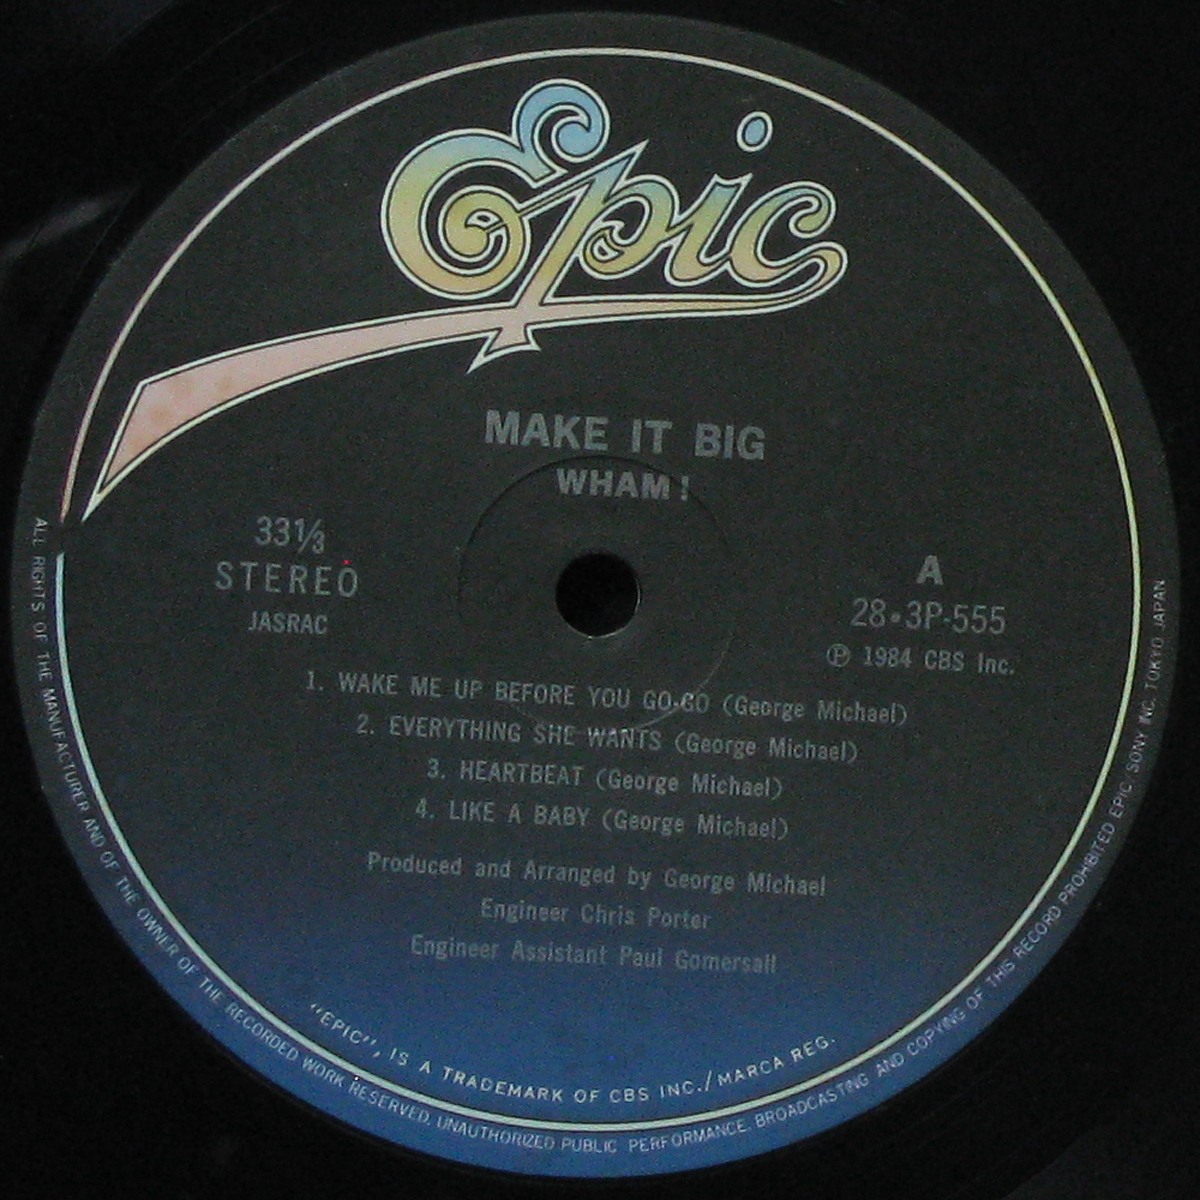 Epic
MAKE IT BIG
WHAM!
33⅓
STEREO
JASRAC
A
28・3P-555
Ⓟ 1984 CBS Inc.
1. WAKE ME UP BEFORE YOU GO-GO (George Michael)
2. EVERYTHING SHE WANTS (George Michael)
3. HEARTBEAT (George Michael)
4. LIKE A BABY (George Michael)
Produced and Arranged by George Michael
Engineer Chris Porter
Engineer Assistant Paul Gomersall
"EPIC", IS A TRADEMARK OF CBS INC./MARCA REG.
ALL RIGHTS OF THE MANUFACTURER AND OF THE OWNER OF THE RECORDED WORK RESERVED. UNAUTHORIZED PUBLIC PERFORMANCE. BROADCASTING AND COPYING OF THIS RECORD PROHIBITED EPIC/SONY INC. TOKYO JAPAN